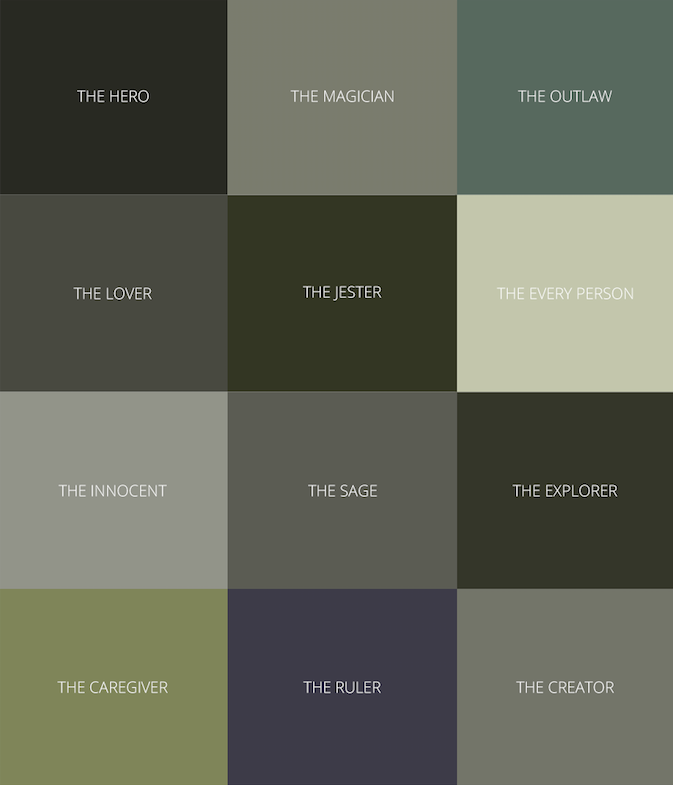 THE HERO
THE MAGICIAN
THE OUTLAW
THE LOVER
THE JESTER
THE EVERY PERSON
THE INNOCENT
THE SAGE
THE EXPLORER
THE CAREGIVER
THE RULER
THE CREATOR